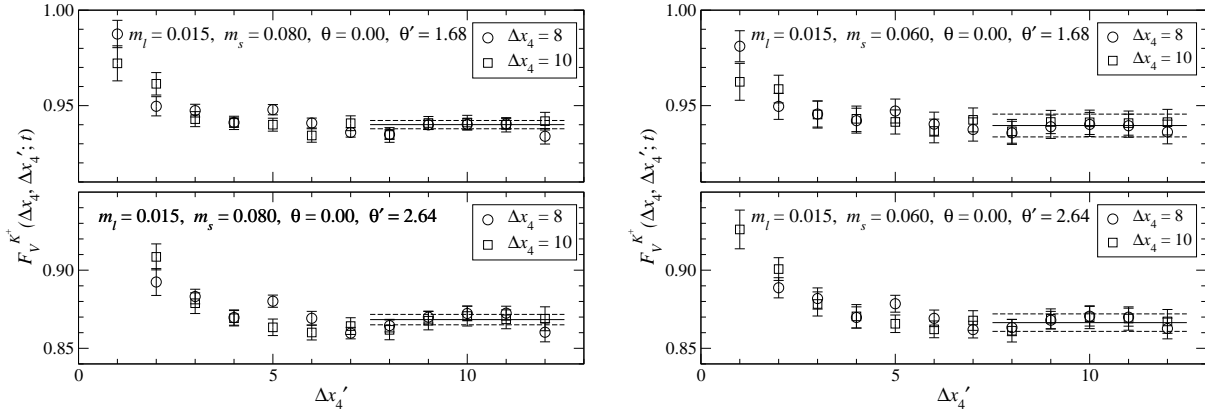 1.00
0.95
m_l = 0.015, m_s = 0.080, θ = 0.00, θ′ = 1.68
Δx_4 = 8
Δx_4 = 10
0.90
0.85
m_l = 0.015, m_s = 0.080, θ = 0.00, θ′ = 2.64
Δx_4 = 8
Δx_4 = 10
F_V^{K^+}(Δx_4, Δx_4′; t)
0 5 10
Δx_4′
1.00
0.95
m_l = 0.015, m_s = 0.060, θ = 0.00, θ′ = 1.68
Δx_4 = 8
Δx_4 = 10
0.90
0.85
m_l = 0.015, m_s = 0.060, θ = 0.00, θ′ = 2.64
Δx_4 = 8
Δx_4 = 10
F_V^{K^+}(Δx_4, Δx_4′; t)
0 5 10
Δx_4′